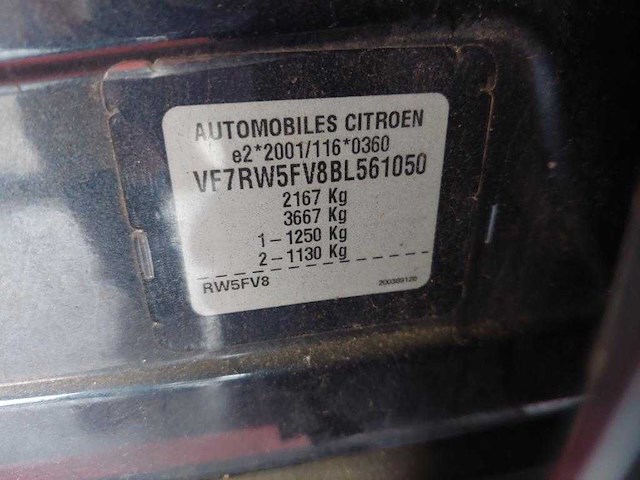 AUTOMOBILES CITROEN
e2*2001/116*0360
VF7RW5FV8BL561050
2167 Kg
3667 Kg
1-1250 Kg
2-1130 Kg
RW5FV8